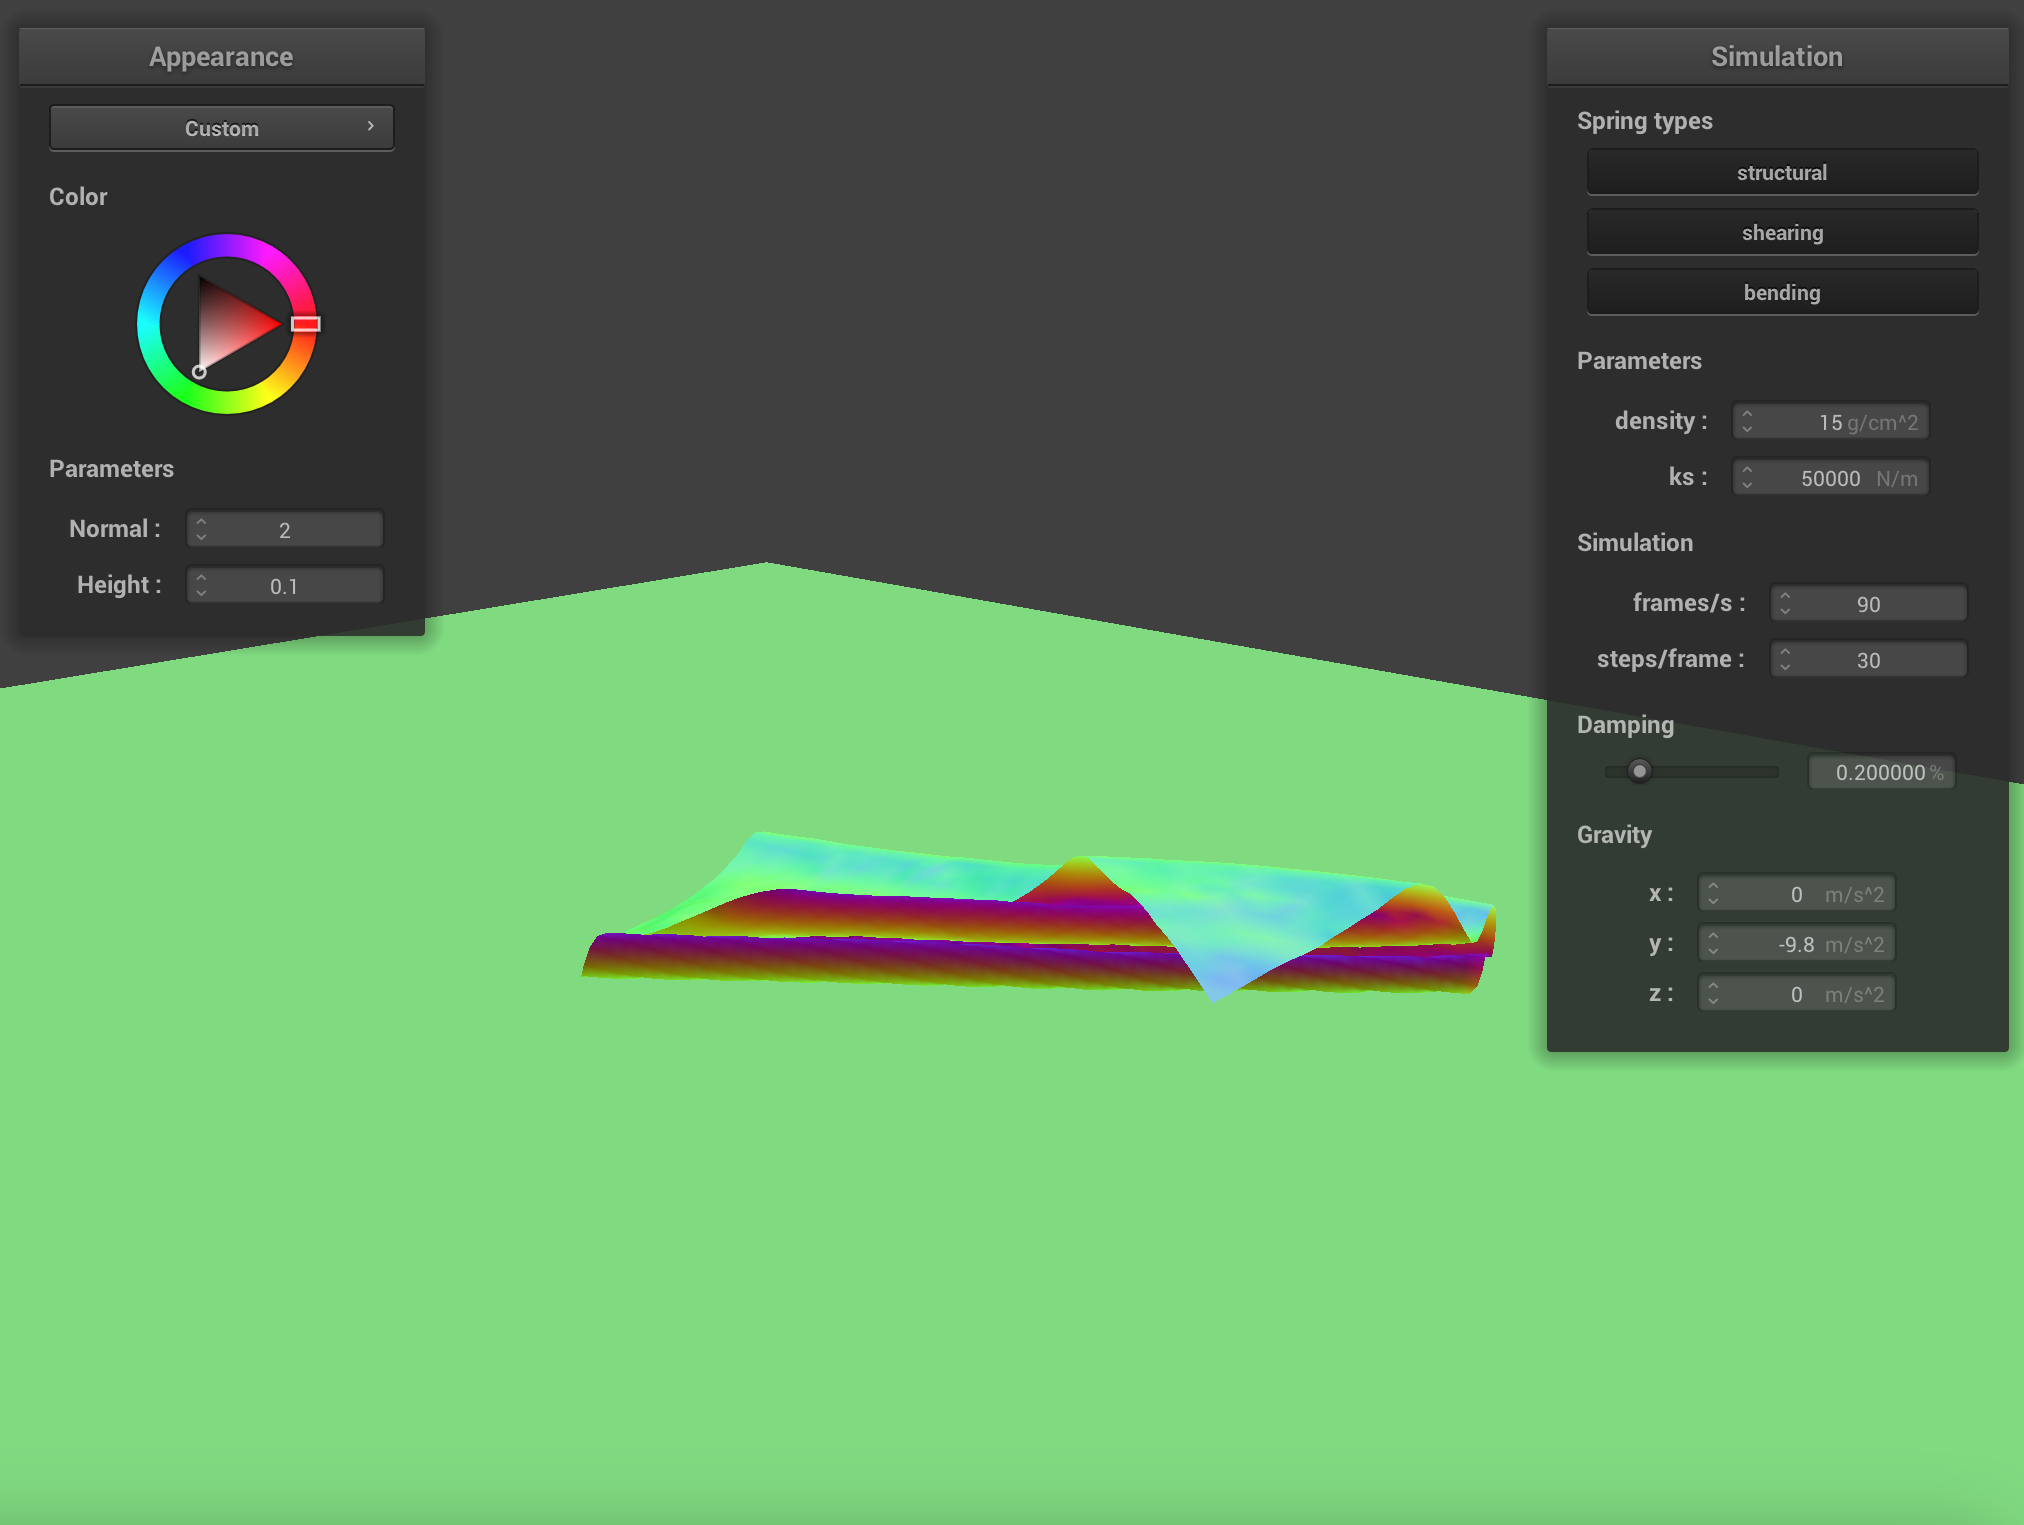 Appearance
Custom
Color
Parameters
Normal : 2
Height : 0.1
Simulation
Spring types
structural
shearing
bending
Parameters
density : 15 g/cm^2
ks : 50000 N/m
Simulation
frames/s : 90
steps/frame : 30
Damping
0.200000 %
Gravity
x : 0 m/s^2
y : -9.8 m/s^2
z : 0 m/s^2